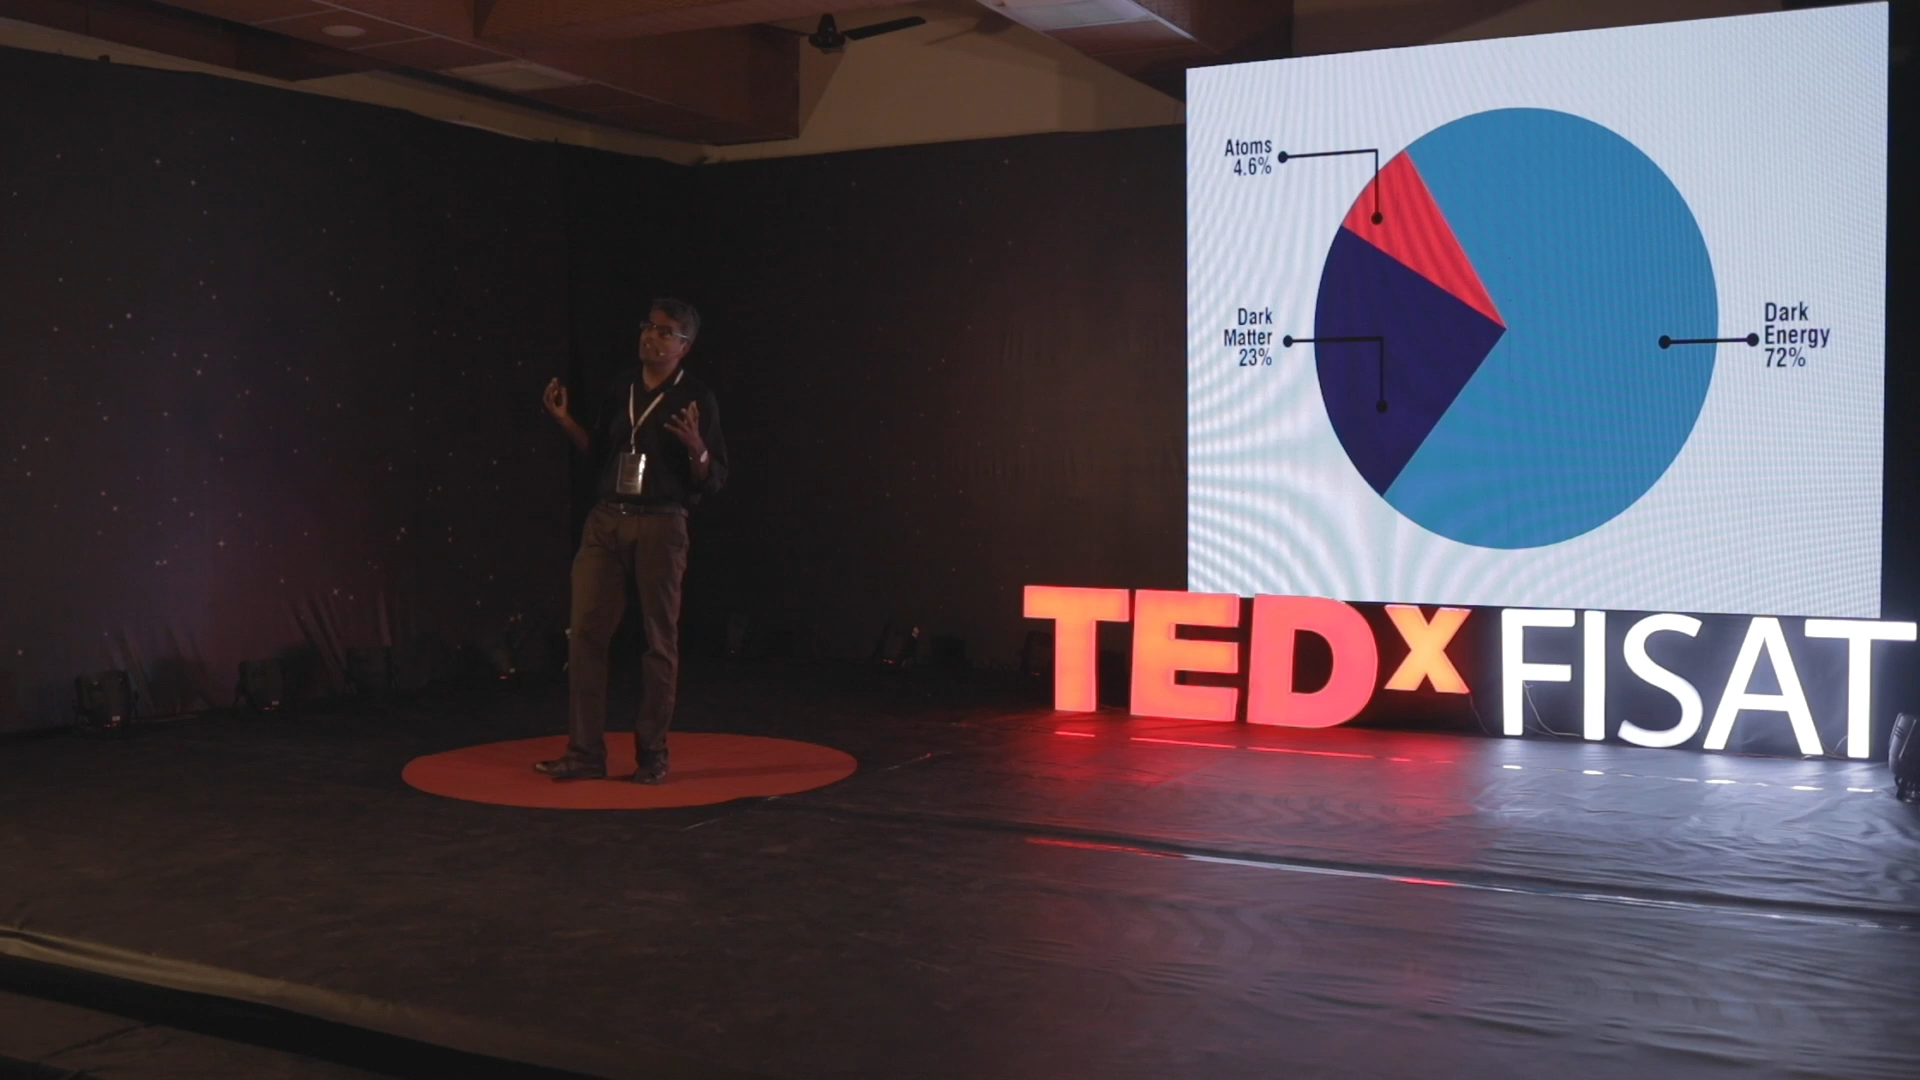 Atoms
4.6%
Dark
Matter
23%
Dark
Energy
72%
TEDx FISAT